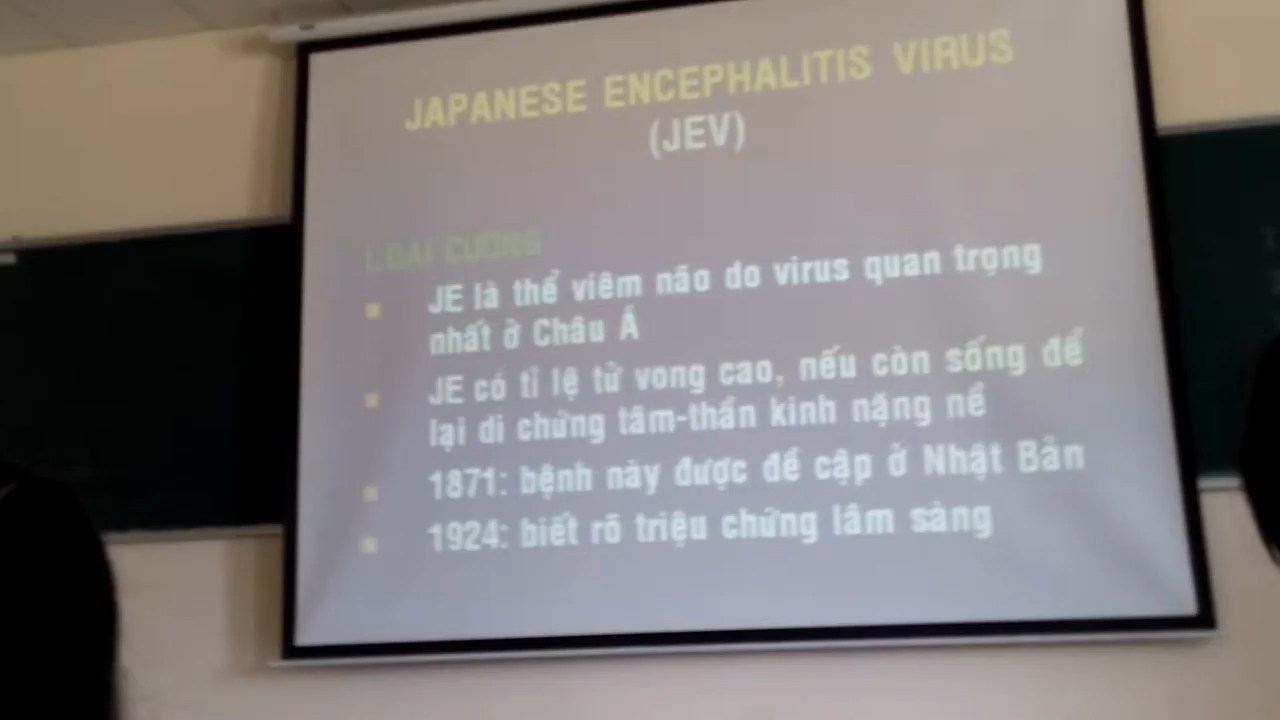 JAPANESE ENCEPHALITIS VIRUS
(JEV)
ĐẠI CƯƠNG
JE là thể viêm não do virus quan trọng
nhất ở Châu Á
JE có tỉ lệ tử vong cao, nếu còn sống để
lại di chứng tâm-thần kinh nặng nề
1871: bệnh này được đề cập ở Nhật Bản
1924: biết rõ triệu chứng lâm sàng